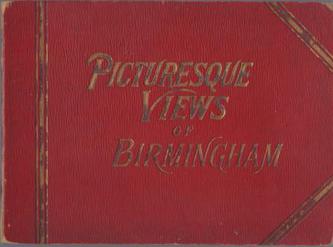 PICTURESQUE
VIEWS
OF
BIRMINGHAM